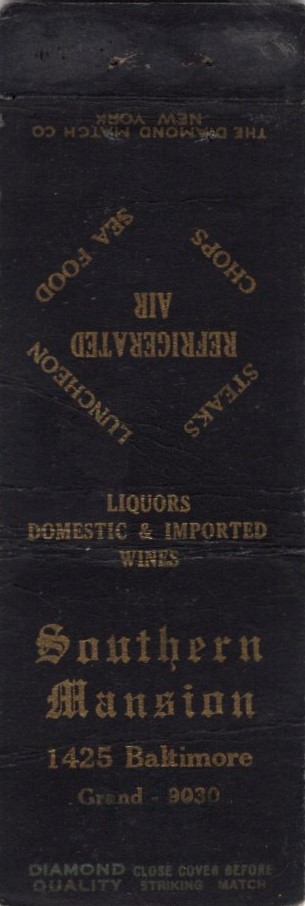 THE DIAMOND MATCH CO
NEW YORK
STEAKS
CHOPS
LUNCHEON
SEA FOOD
REFRIGERATED
AIR
LIQUORS
DOMESTIC & IMPORTED
WINES
Southern
Mansion
1425 Baltimore
Grand - 9030
DIAMOND QUALITY
CLOSE COVER BEFORE
STRIKING MATCH